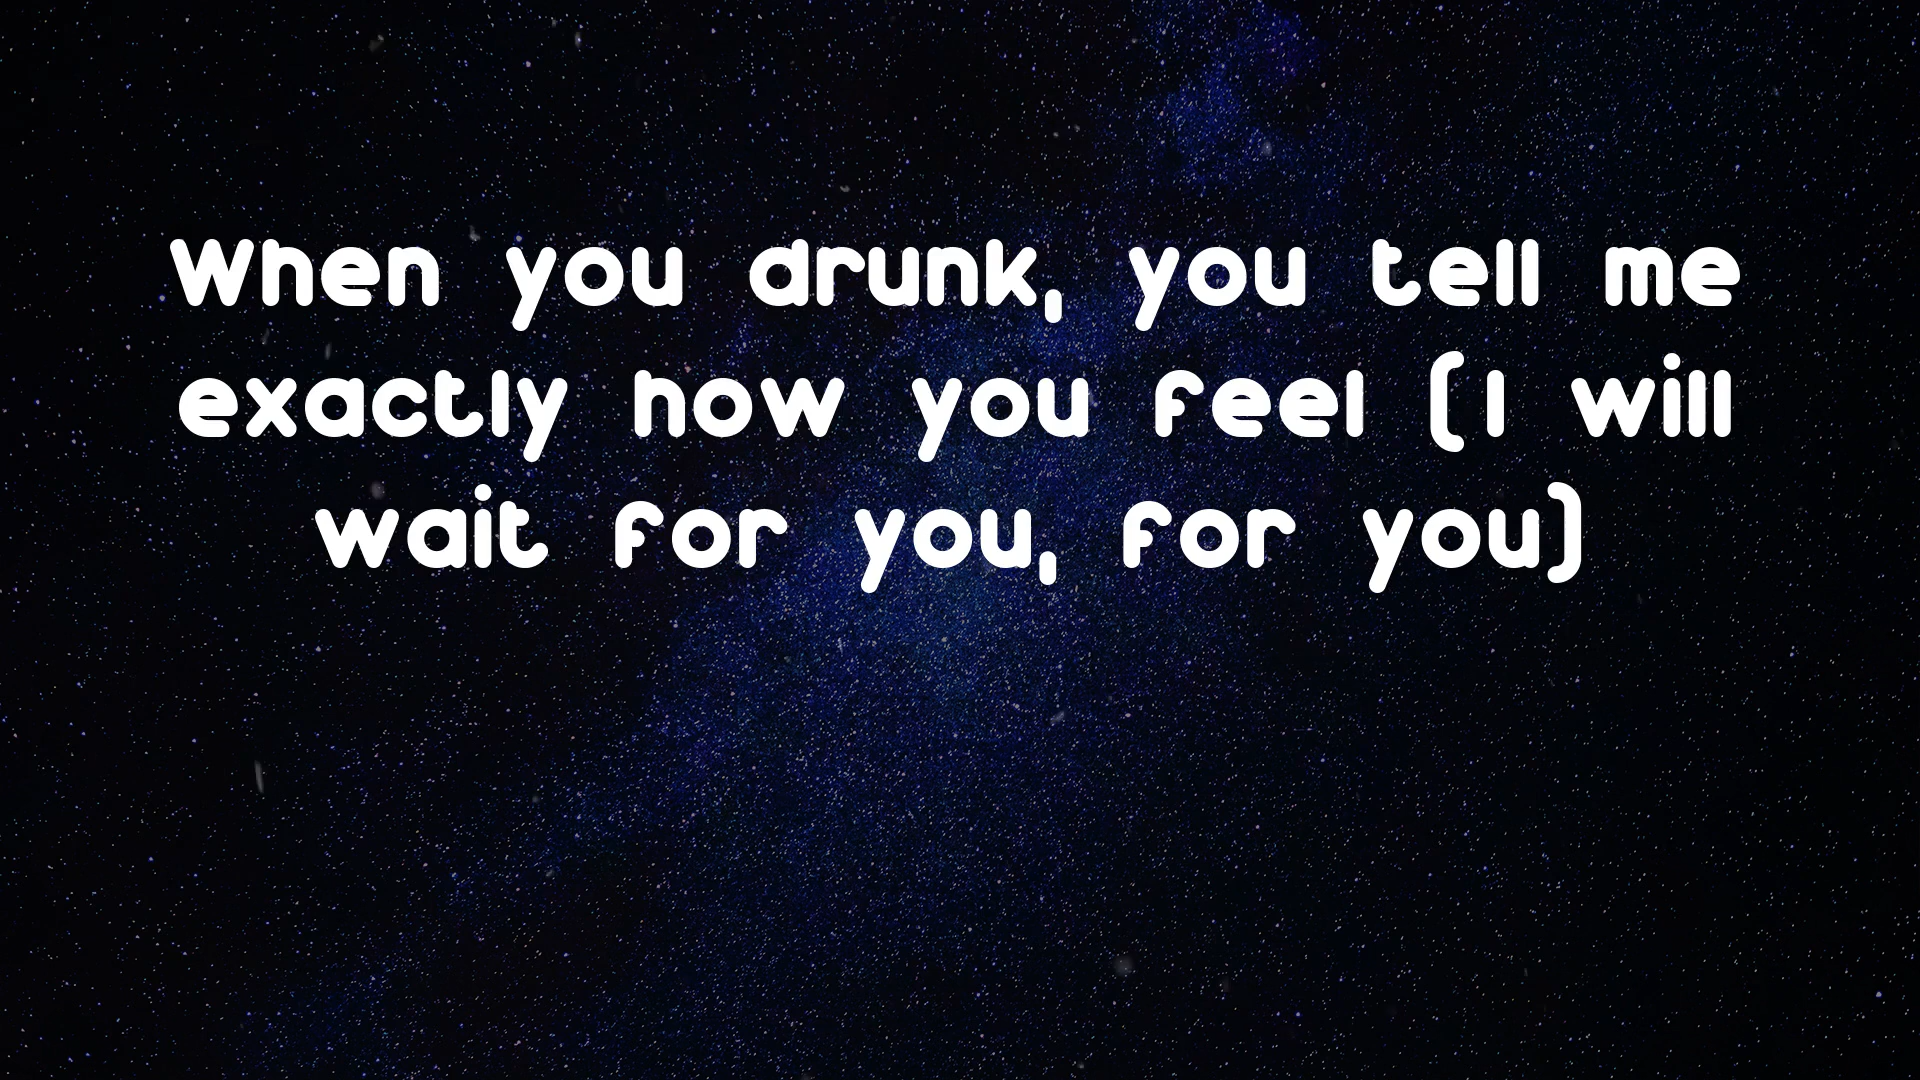 When you drunk, you tell me
exactly how you feel (I will
wait for you, for you)